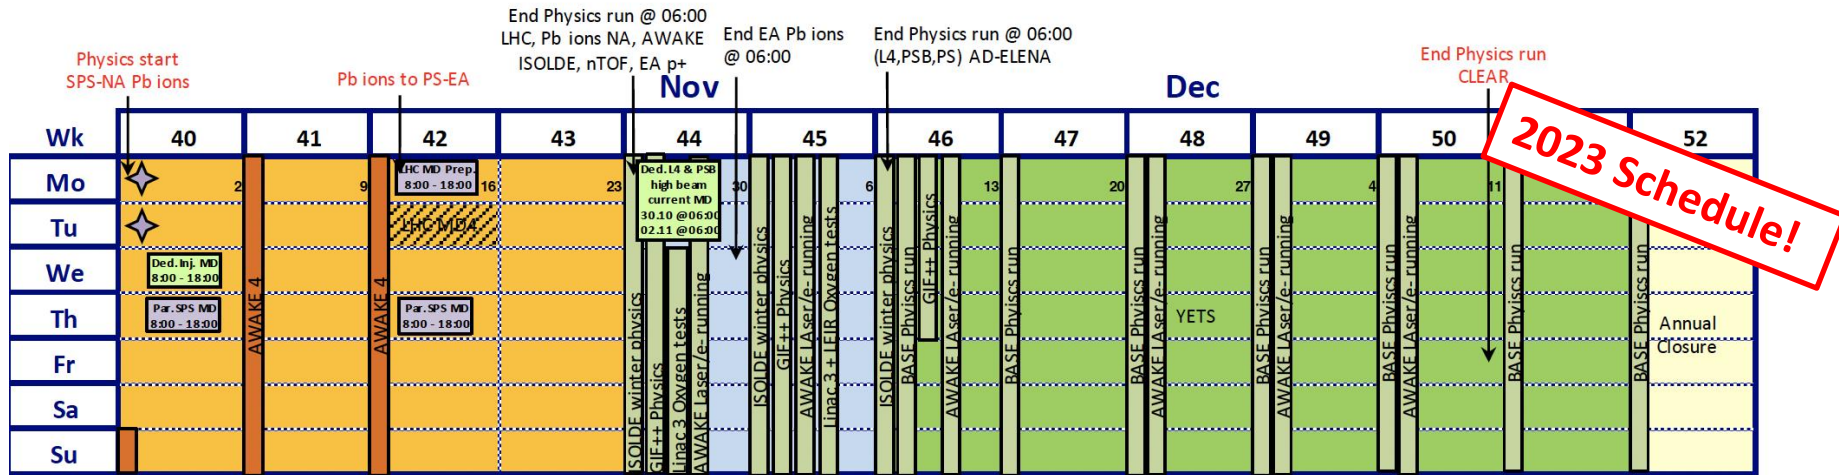 End Physics run @ 06:00
LHC, Pb ions NA, AWAKE
ISOLDE, nTOF, EA p+
End EA Pb ions
@ 06:00
End Physics run @ 06:00
(L4,PSB,PS) AD-ELENA
Physics start
SPS-NA Pb ions
Pb ions to PS-EA
End Physics run
CLEAR
Nov
Dec
2023 Schedule!
Wk 40 41 42 43 44 45 46 47 48 49 50 52
Mo 2 9 16 23 30 6 13 20 27 4 11
Tu
We
Th
Fr
Sa
Su
Ded. Inj. MD
8:00 - 18:00
Par. SPS MD
8:00 - 18:00
AWAKE 4
AWAKE 4
LHC MD Prep.
8:00 - 18:00
LHC MD4
Par. SPS MD
8:00 - 18:00
Ded. L4 & PSB
high beam
current MD
30.10 @06:00
02.11 @06:00
ISOLDE winter physics
GIF++ Physics
Linac 3 Oxygen tests
AWAKE Laser/e- running
ISOLDE winter physics
GIF++ Physics
AWAKE Laser/e- running
Linac 3 + LEIR Oxygen tests
ISOLDE winter physics
BASE Phyiscs run
GIF++ Physics
AWAKE Laser/e- running
BASE Phyiscs run
BASE Phyiscs run
AWAKE Laser/e- running
YETS
BASE Phyiscs run
AWAKE Laser/e- running
BASE Phyiscs run
AWAKE Laser/e- running
BASE Phyiscs run
BASE Phyiscs run
Annual
Closure